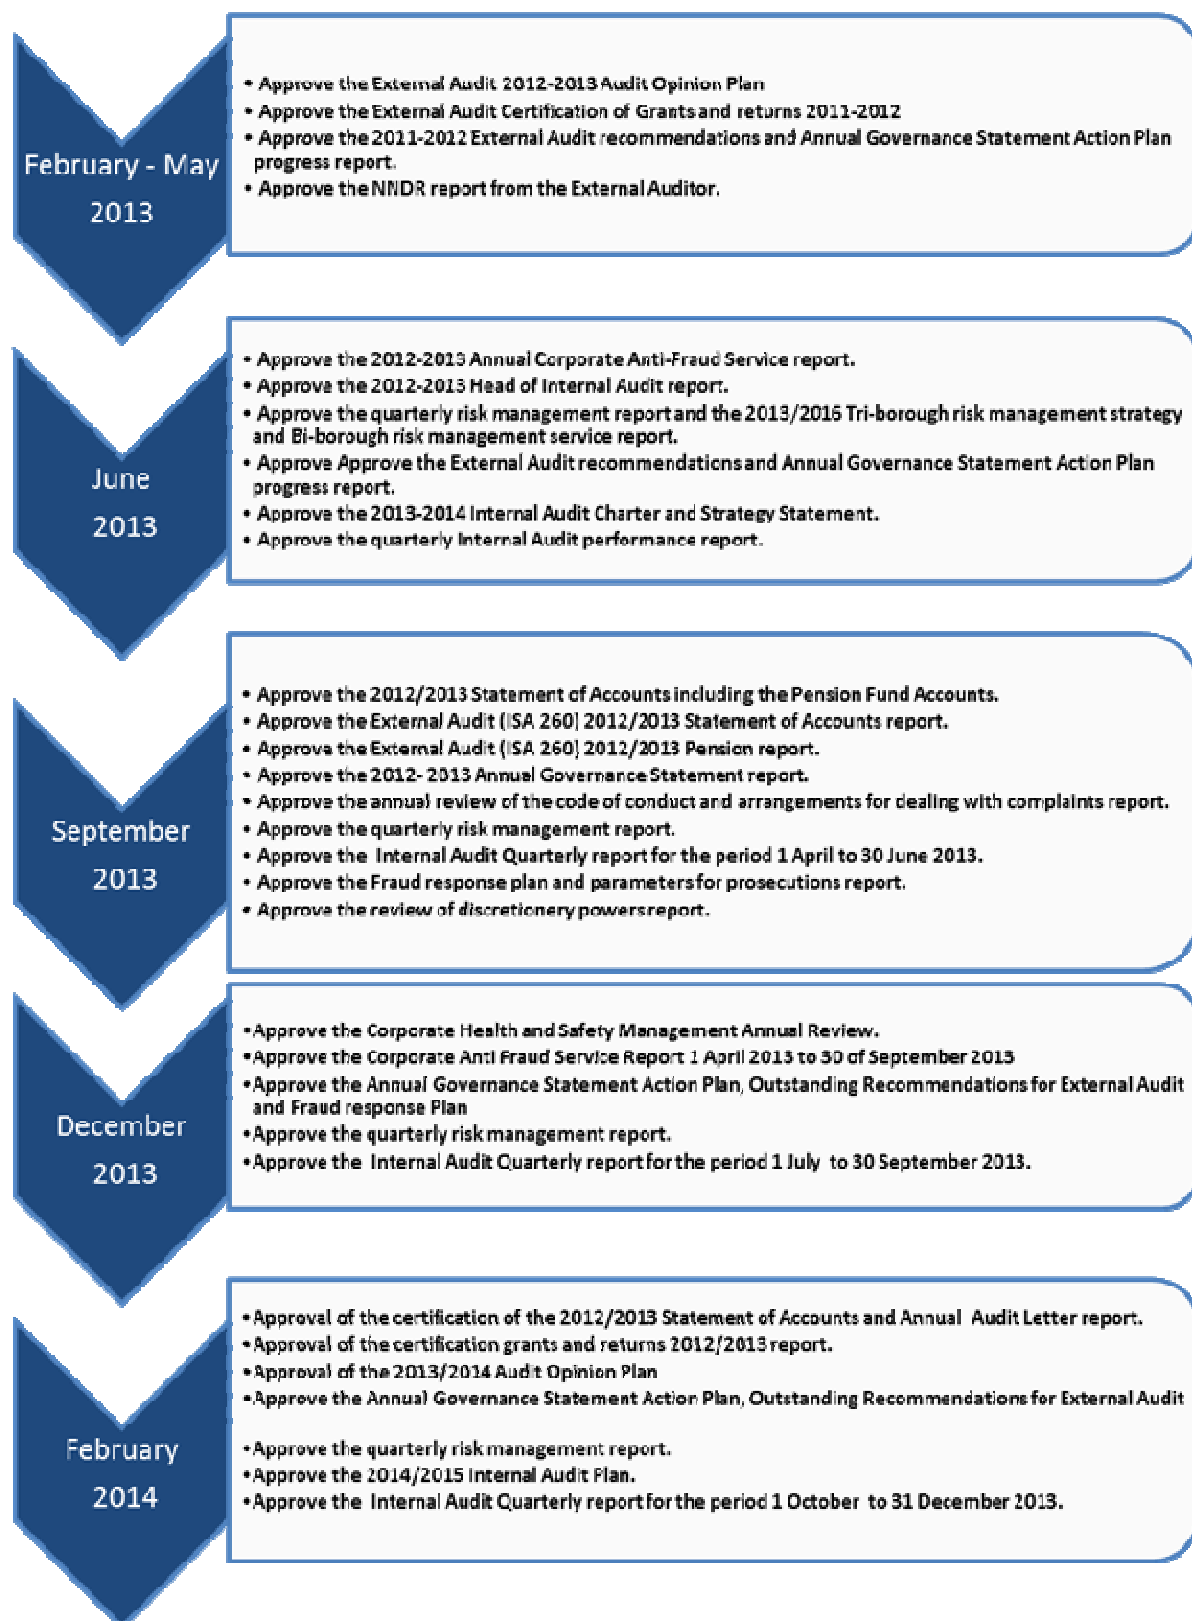 February - May
2013
• Approve the External Audit 2012-2013 Audit Opinion Plan
• Approve the External Audit Certification of Grants and returns 2011-2012
• Approve the 2011-2012 External Audit recommendations and Annual Governance Statement Action Plan
progress report.
• Approve the NNDR report from the External Auditor.
June
2013
• Approve the 2012-2013 Annual Corporate Anti-Fraud Service report.
• Approve the 2012-2013 Head of Internal Audit report.
• Approve the quarterly risk management report and the 2013/2016 Tri-borough risk management strategy
and Bi-borough risk management service report.
• Approve Approve the External Audit recommendations and Annual Governance Statement Action Plan
progress report.
• Approve the 2013-2014 Internal Audit Charter and Strategy Statement.
• Approve the quarterly Internal Audit performance report.
September
2013
• Approve the 2012/2013 Statement of Accounts including the Pension Fund Accounts.
• Approve the External Audit (ISA 260) 2012/2013 Statement of Accounts report.
• Approve the External Audit (ISA 260) 2012/2013 Pension report.
• Approve the 2012- 2013 Annual Governance Statement report.
• Approve the annual review of the code of conduct and arrangements for dealing with complaints report.
• Approve the quarterly risk management report.
• Approve the Internal Audit Quarterly report for the period 1 April to 30 June 2013.
• Approve the Fraud response plan and parameters for prosecutions report.
• Approve the review of discretionery powers report.
December
2013
• Approve the Corporate Health and Safety Management Annual Review.
• Approve the Corporate Anti Fraud Service Report 1 April 2013 to 30 of September 2013
• Approve the Annual Governance Statement Action Plan, Outstanding Recommendations for External Audit
and Fraud response Plan
• Approve the quarterly risk management report.
• Approve the Internal Audit Quarterly report for the period 1 July to 30 September 2013.
February
2014
• Approval of the certification of the 2012/2013 Statement of Accounts and Annual Audit Letter report.
• Approval of the certification grants and returns 2012/2013 report.
• Approval of the 2013/2014 Audit Opinion Plan
• Approve the Annual Governance Statement Action Plan, Outstanding Recommendations for External Audit
• Approve the quarterly risk management report.
• Approve the 2014/2015 Internal Audit Plan.
• Approve the Internal Audit Quarterly report for the period 1 October to 31 December 2013.